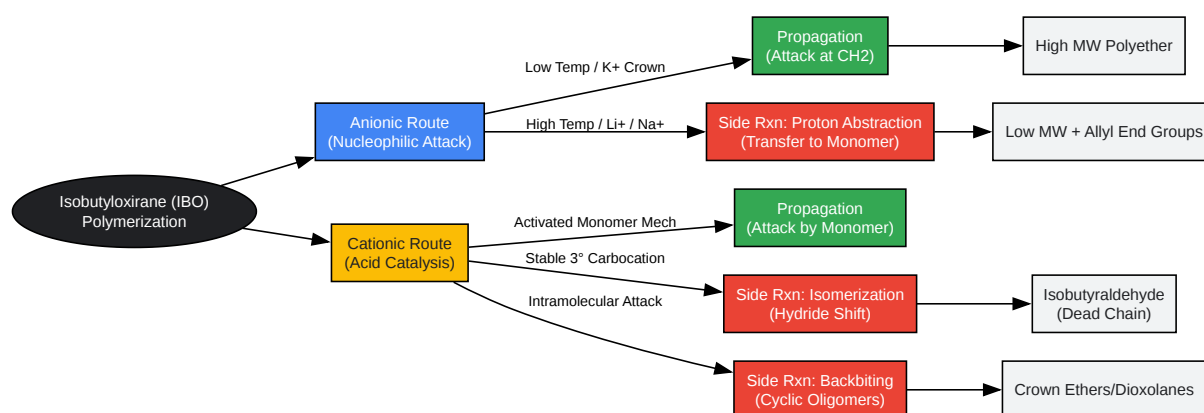 Isobutyloxirane (IBO)
Polymerization
Anionic Route
(Nucleophilic Attack)
Cationic Route
(Acid Catalysis)
Low Temp / K+ Crown
High Temp / Li+ / Na+
Activated Monomer Mech
Stable 3° Carbocation
Intramolecular Attack
Propagation
(Attack at CH2)
Side Rxn: Proton Abstraction
(Transfer to Monomer)
Propagation
(Attack by Monomer)
Side Rxn: Isomerization
(Hydride Shift)
Side Rxn: Backbiting
(Cyclic Oligomers)
High MW Polyether
Low MW + Allyl End Groups
Isobutyraldehyde
(Dead Chain)
Crown Ethers/Dioxolanes